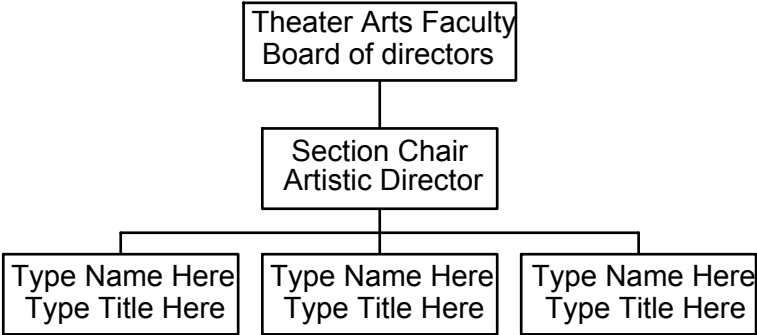 Theater Arts Faculty
Board of directors
Section Chair
Artistic Director
Type Name Here
Type Title Here
Type Name Here
Type Title Here
Type Name Here
Type Title Here